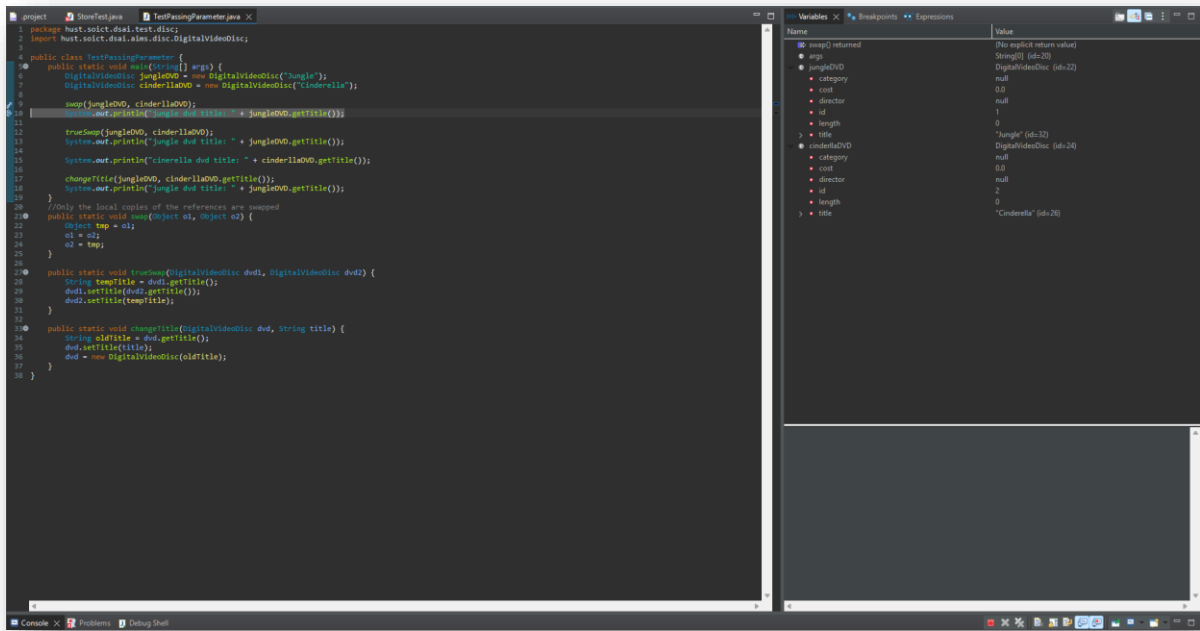 .project StoreTest.java TestPassingParameter.java
1 package hust.soict.dsai.test.disc;
2 import hust.soict.dsai.aims.disc.DigitalVideoDisc;
3
4 public class TestPassingParameter {
5 public static void main(String[] args) {
6 DigitalVideoDisc jungleDVD = new DigitalVideoDisc("Jungle");
7 DigitalVideoDisc cinderllaDVD = new DigitalVideoDisc("Cinderella");
8
9 swap(jungleDVD, cinderllaDVD);
10 System.out.println("jungle dvd title: " + jungleDVD.getTitle());
11
12 trueSwap(jungleDVD, cinderllaDVD);
13 System.out.println("jungle dvd title: " + jungleDVD.getTitle());
14
15 System.out.println("cinerella dvd title: " + cinderllaDVD.getTitle());
16
17 changeTitle(jungleDVD, cinderllaDVD.getTitle());
18 System.out.println("jungle dvd title: " + jungleDVD.getTitle());
19 }
20 //Only the local copies of the references are swapped
21 public static void swap(Object o1, Object o2) {
22 Object tmp = o1;
23 o1 = o2;
24 o2 = tmp;
25 }
26
27 public static void trueSwap(DigitalVideoDisc dvd1, DigitalVideoDisc dvd2) {
28 String tempTitle = dvd1.getTitle();
29 dvd1.setTitle(dvd2.getTitle());
30 dvd2.setTitle(tempTitle);
31 }
32
33 public static void changeTitle(DigitalVideoDisc dvd, String title) {
34 String oldTitle = dvd.getTitle();
35 dvd.setTitle(title);
36 dvd = new DigitalVideoDisc(oldTitle);
37 }
38 }
Variables Breakpoints Expressions
Name Value
swap() returned (No explicit return value)
args String[0] (id=20)
jungleDVD DigitalVideoDisc (id=22)
category null
cost 0.0
director null
id 1
length 0
title "Jungle" (id=32)
cinderllaDVD DigitalVideoDisc (id=24)
category null
cost 0.0
director null
id 2
length 0
title "Cinderella" (id=26)
Console Problems Debug Shell